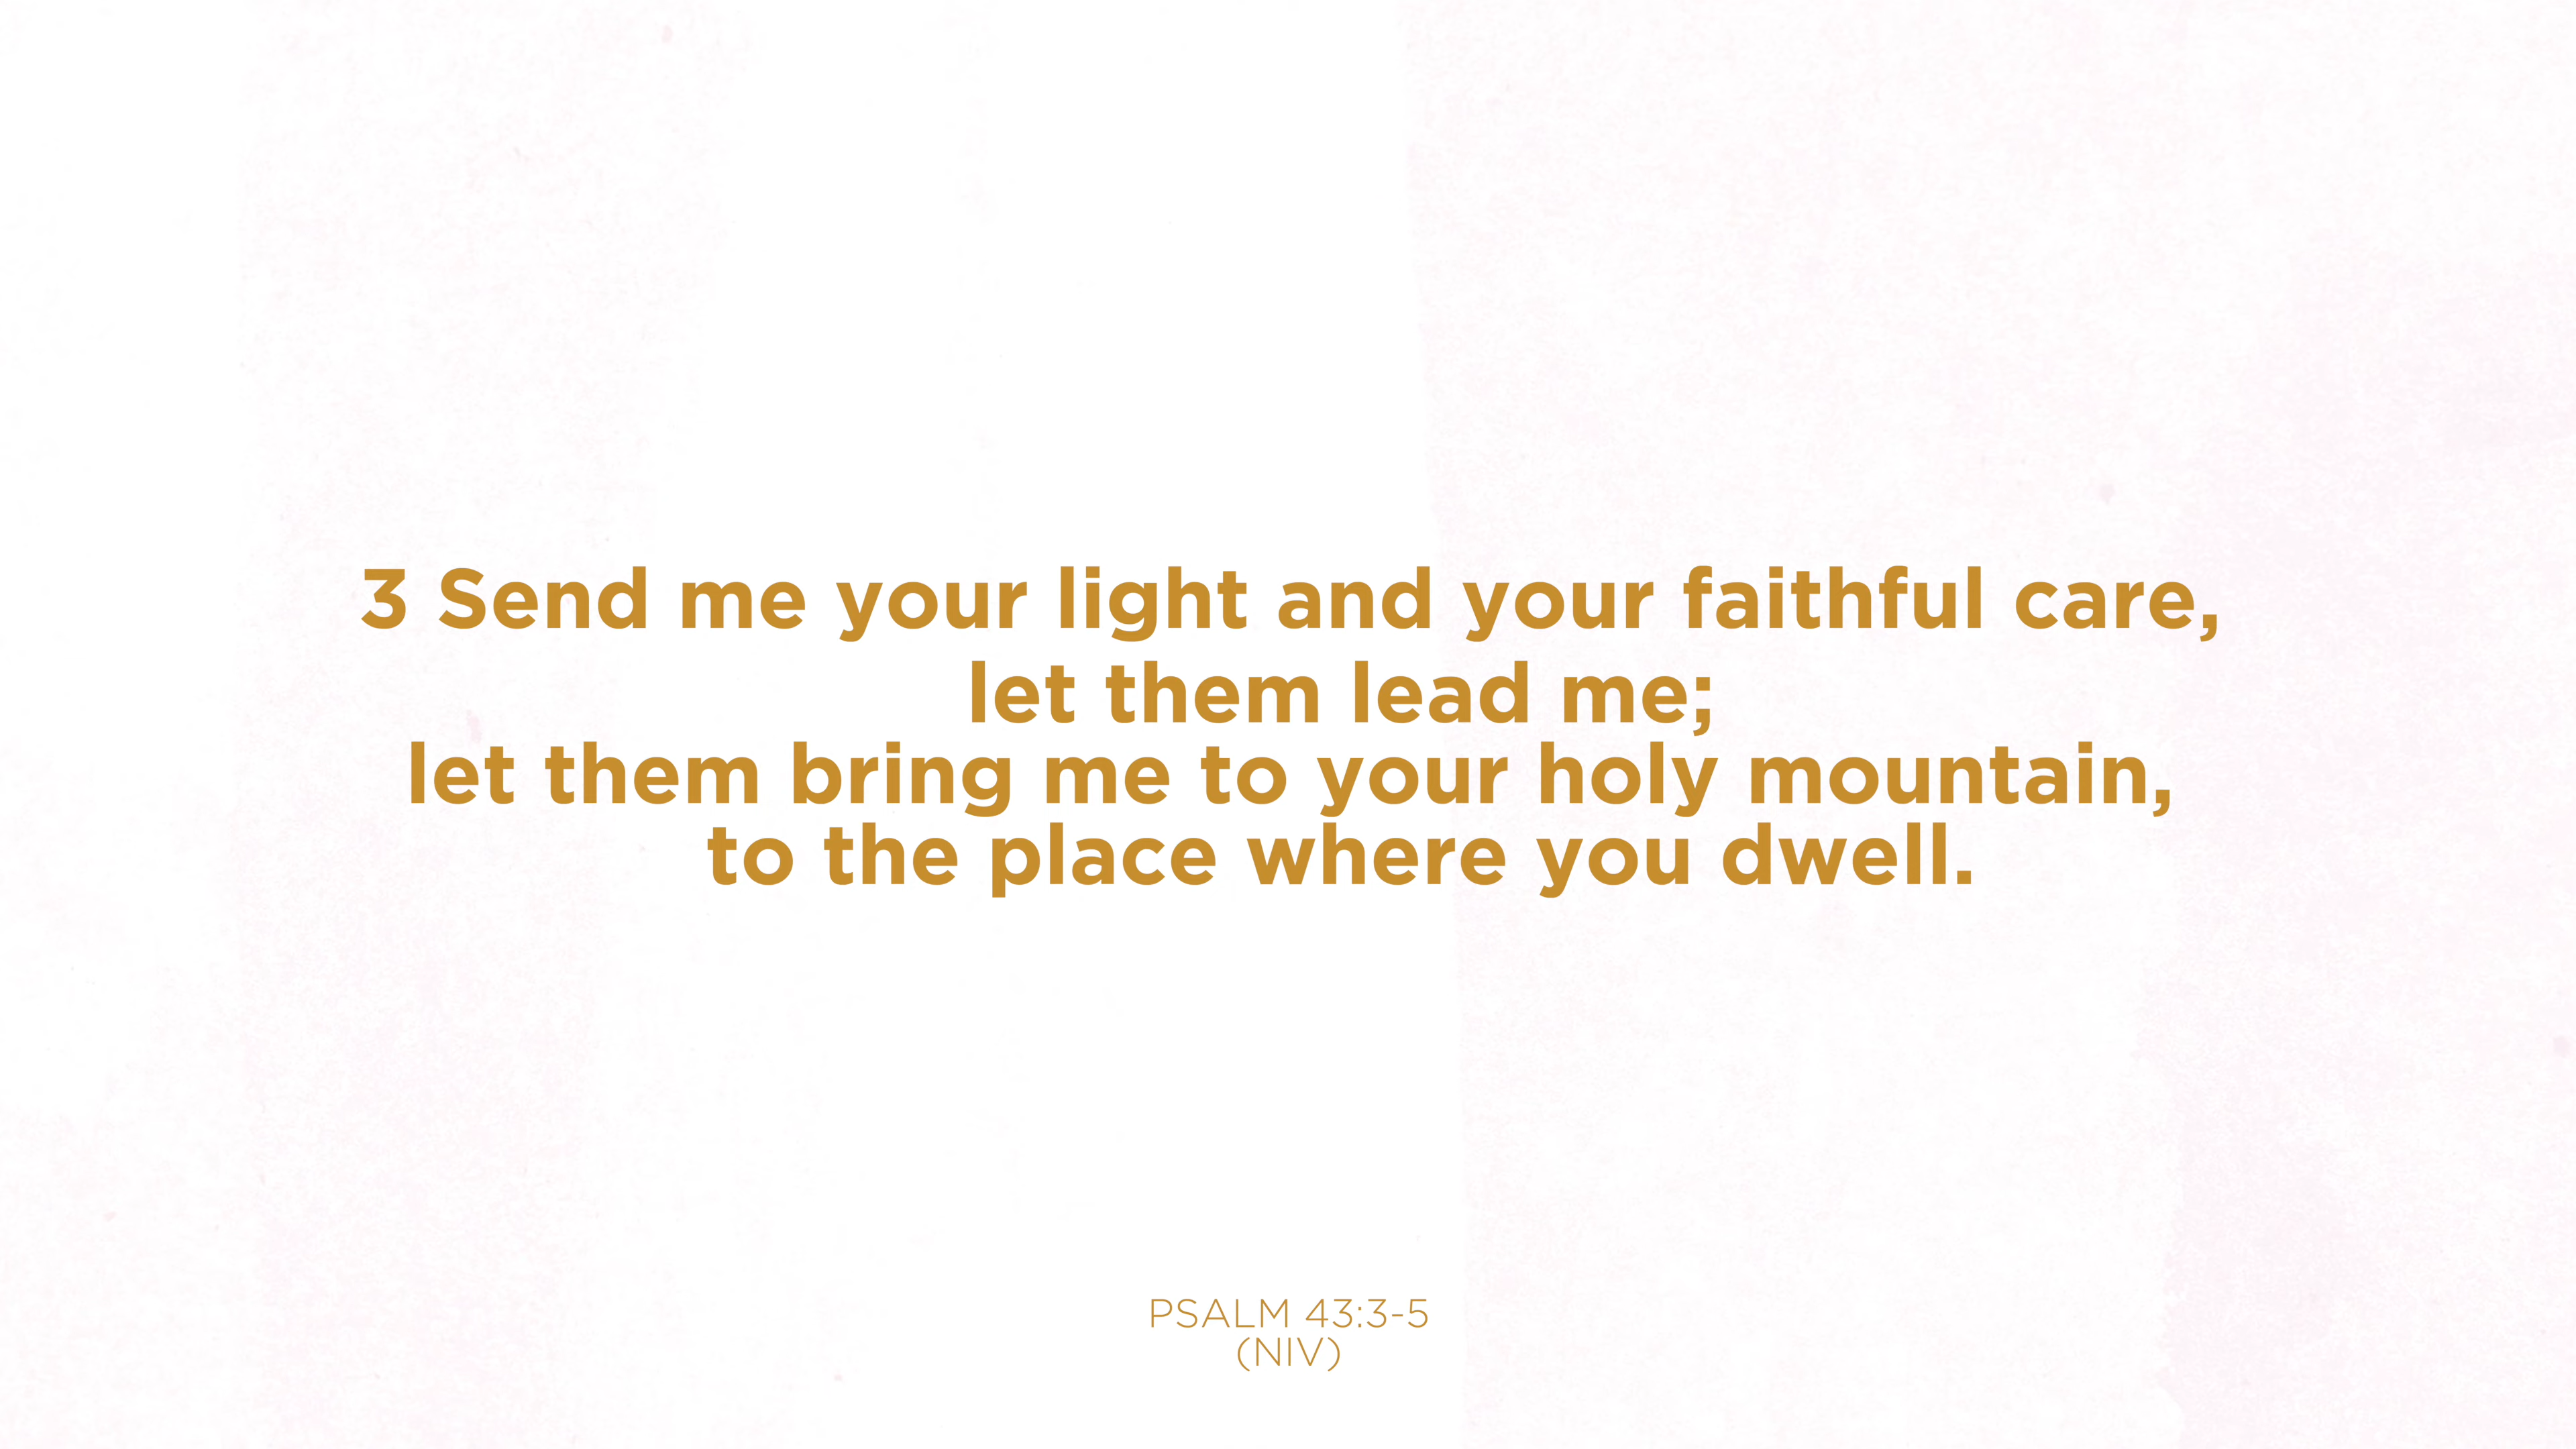 3 Send me your light and your faithful care,
let them lead me;
let them bring me to your holy mountain,
to the place where you dwell.
PSALM 43:3-5
(NIV)